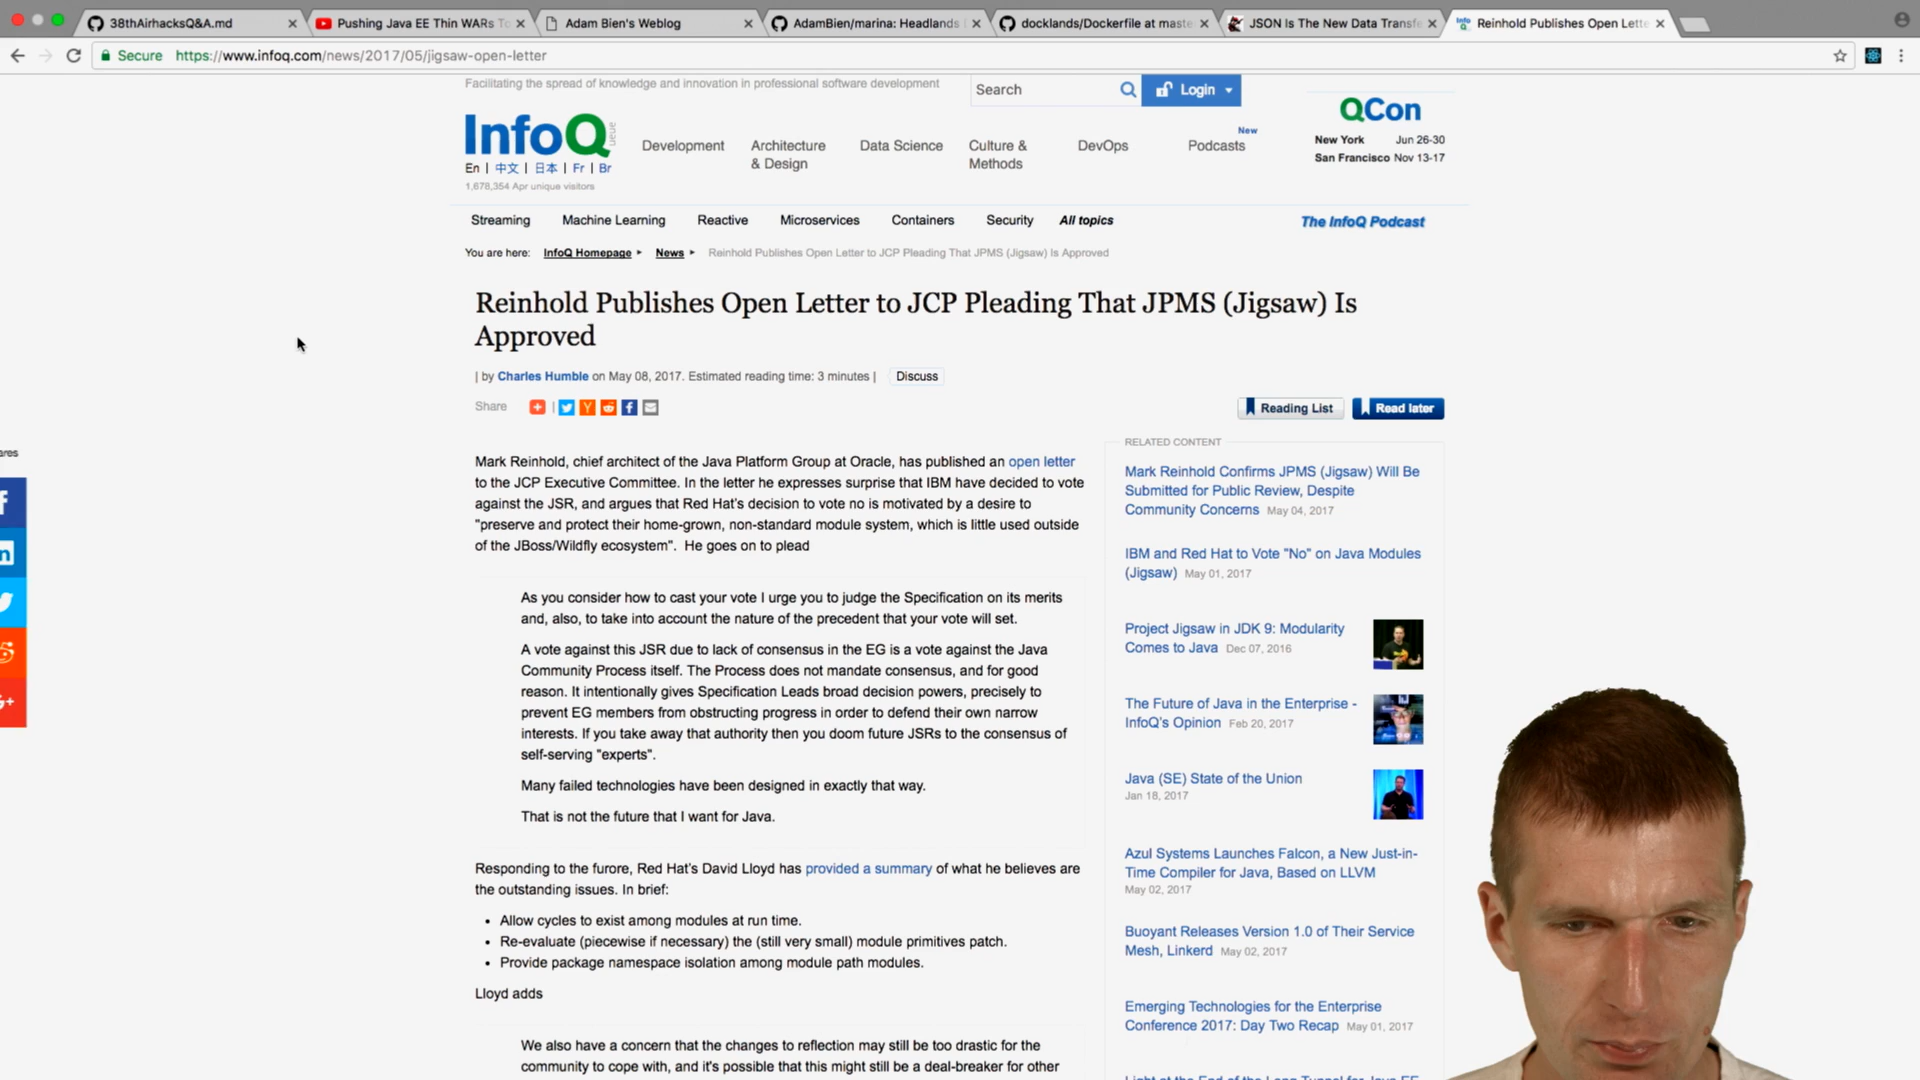 38thAirhacksQ&A.md
Pushing Java EE Thin WARs To
Adam Bien's Weblog
AdamBien/marina: Headlands
docklands/Dockerfile at maste
JSON Is The New Data Transfe
Reinhold Publishes Open Lette
Secure https://www.infoq.com/news/2017/05/jigsaw-open-letter
Facilitating the spread of knowledge and innovation in professional software development
Search
Login
QCon
New York Jun 26-30
San Francisco Nov 13-17
InfoQ
En | 中文 | 日本 | Fr | Br
1,678,354 Apr unique visitors
Development
Architecture
& Design
Data Science
Culture &
Methods
DevOps
New
Podcasts
Streaming Machine Learning Reactive Microservices Containers Security All topics
The InfoQ Podcast
You are here: InfoQ Homepage News Reinhold Publishes Open Letter to JCP Pleading That JPMS (Jigsaw) Is Approved
Reinhold Publishes Open Letter to JCP Pleading That JPMS (Jigsaw) Is
Approved
| by Charles Humble on May 08, 2017. Estimated reading time: 3 minutes | Discuss
Share
Reading List
Read later
ares
Mark Reinhold, chief architect of the Java Platform Group at Oracle, has published an open letter
to the JCP Executive Committee. In the letter he expresses surprise that IBM have decided to vote
against the JSR, and argues that Red Hat's decision to vote no is motivated by a desire to
"preserve and protect their home-grown, non-standard module system, which is little used outside
of the JBoss/Wildfly ecosystem". He goes on to plead
As you consider how to cast your vote I urge you to judge the Specification on its merits
and, also, to take into account the nature of the precedent that your vote will set.
A vote against this JSR due to lack of consensus in the EG is a vote against the Java
Community Process itself. The Process does not mandate consensus, and for good
reason. It intentionally gives Specification Leads broad decision powers, precisely to
prevent EG members from obstructing progress in order to defend their own narrow
interests. If you take away that authority then you doom future JSRs to the consensus of
self-serving "experts".
Many failed technologies have been designed in exactly that way.
That is not the future that I want for Java.
Responding to the furore, Red Hat's David Lloyd has provided a summary of what he believes are
the outstanding issues. In brief:
• Allow cycles to exist among modules at run time.
• Re-evaluate (piecewise if necessary) the (still very small) module primitives patch.
• Provide package namespace isolation among module path modules.
Lloyd adds
We also have a concern that the changes to reflection may still be too drastic for the
community to cope with, and it's possible that this might still be a deal-breaker for other
RELATED CONTENT
Mark Reinhold Confirms JPMS (Jigsaw) Will Be
Submitted for Public Review, Despite
Community Concerns May 04, 2017
IBM and Red Hat to Vote "No" on Java Modules
(Jigsaw) May 01, 2017
Project Jigsaw in JDK 9: Modularity
Comes to Java Dec 07, 2016
The Future of Java in the Enterprise -
InfoQ's Opinion Feb 20, 2017
Java (SE) State of the Union
Jan 18, 2017
Azul Systems Launches Falcon, a New Just-in-
Time Compiler for Java, Based on LLVM
May 02, 2017
Buoyant Releases Version 1.0 of Their Service
Mesh, Linkerd May 02, 2017
Emerging Technologies for the Enterprise
Conference 2017: Day Two Recap May 01, 2017